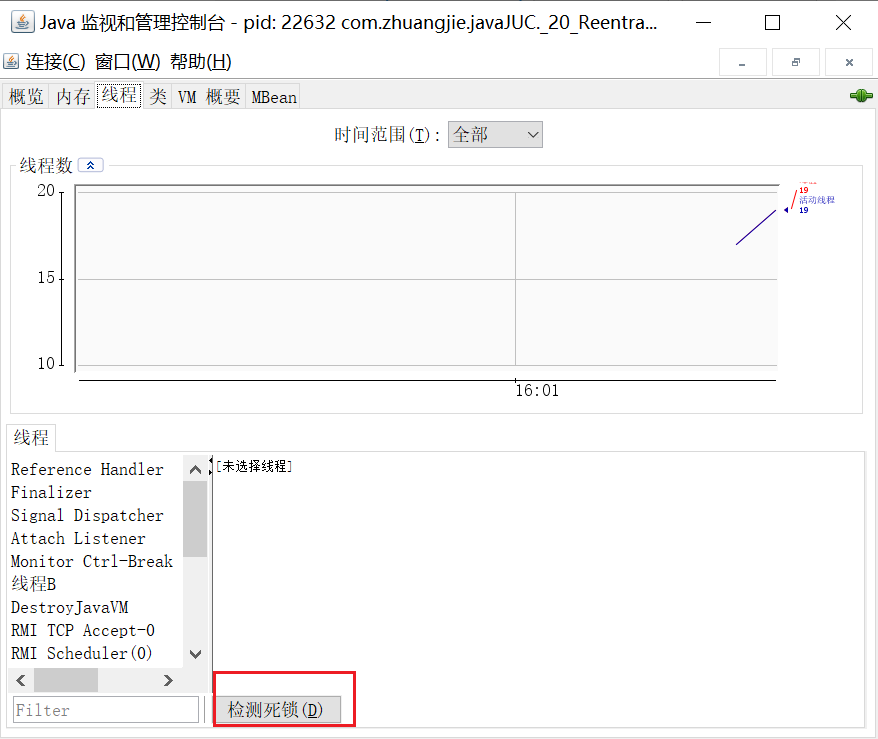 Java 监视和管理控制台 - pid: 22632 com.zhuangjie.javaJUC._20_Reentra...
连接(C) 窗口(W) 帮助(H)
概览 内存 线程 类 VM 概要 MBean
时间范围(T): 全部
线程数
20
15
10
16:01
19
活动线程
19
线程
Reference Handler
Finalizer
Signal Dispatcher
Attach Listener
Monitor Ctrl-Break
线程B
DestroyJavaVM
RMI TCP Accept-0
RMI Scheduler(0)
Filter
[未选择线程]
检测死锁(D)